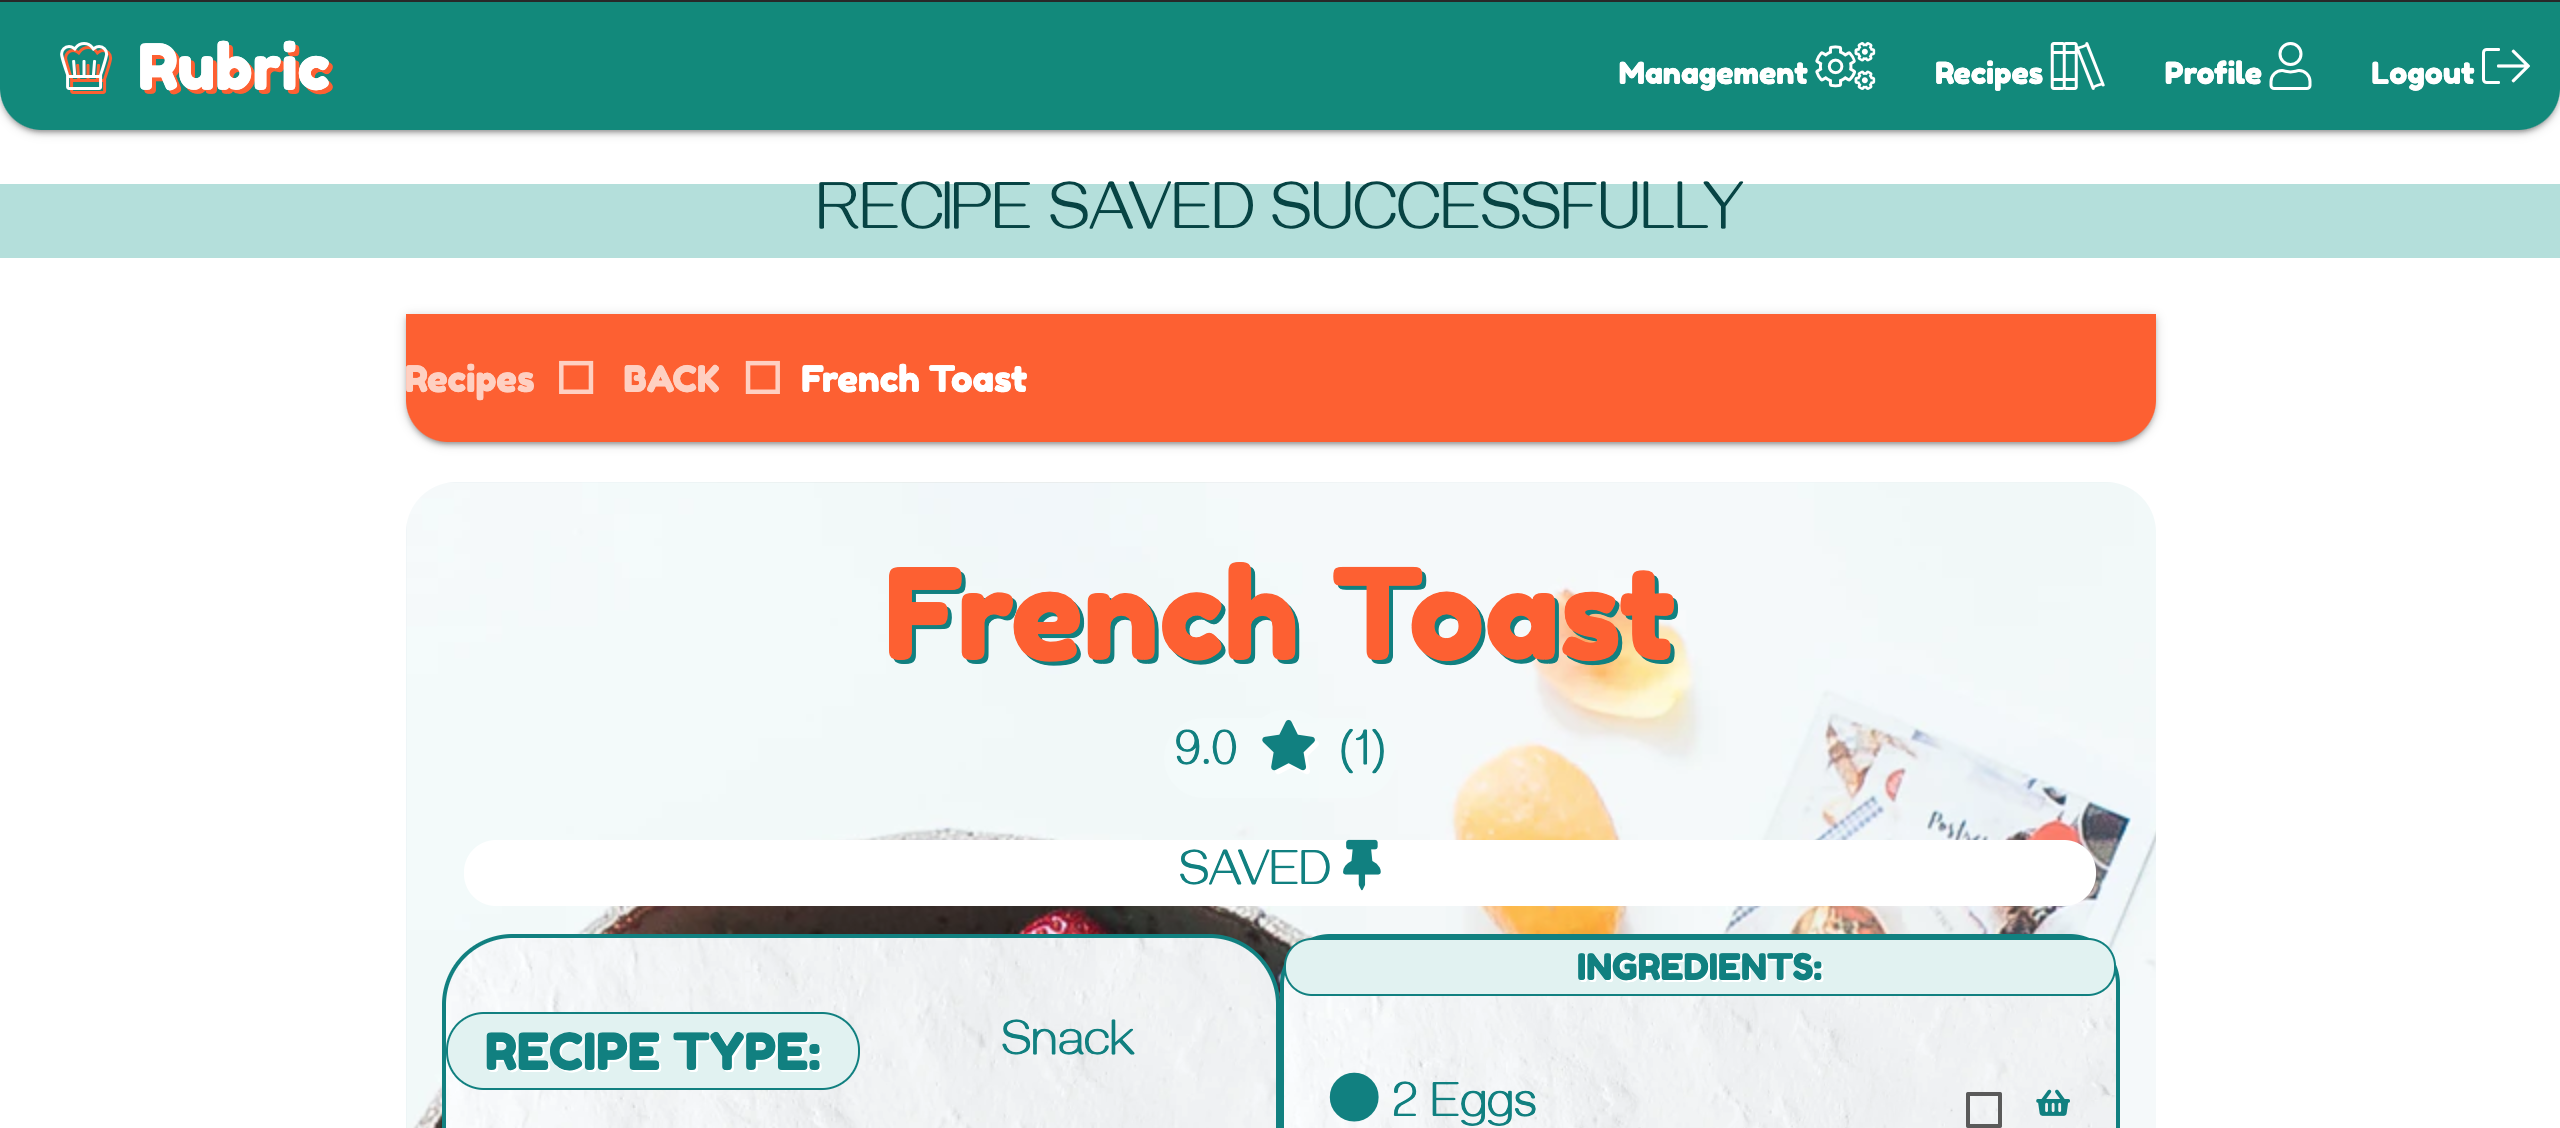 Rubric
Management Recipes Profile Logout
RECIPE SAVED SUCCESSFULLY
Recipes BACK French Toast
French Toast
9.0 (1)
SAVED
RECIPE TYPE: Snack
INGREDIENTS:
2 Eggs